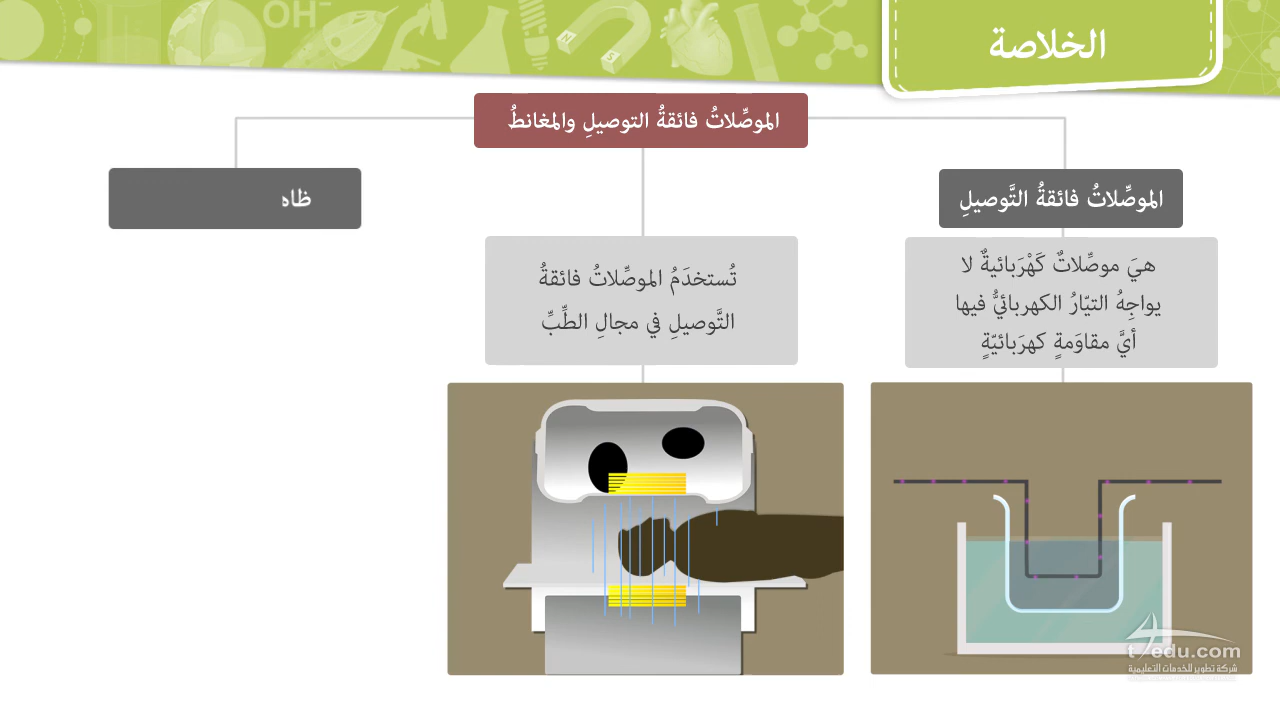 الخلاصة
OH⁻
الموصِّلاتُ فائقةُ التوصيلِ والمغانطُ
الموصِّلاتُ فائقةُ التَّوصيلِ
هيَ موصِّلاتٌ كَهْرَبائيةٌ لا
يواجِهُ التيّارُ الكهربائيُّ فيها
أيَّ مقاوَمةٍ كهرَبائيّةٍ
تُستخدَمُ الموصِّلاتُ فائقةُ
التَّوصيلِ في مجالِ الطِّبِّ
ظاه
N
S
t4edu.com
شركة تطوير للخدمات التعليمية